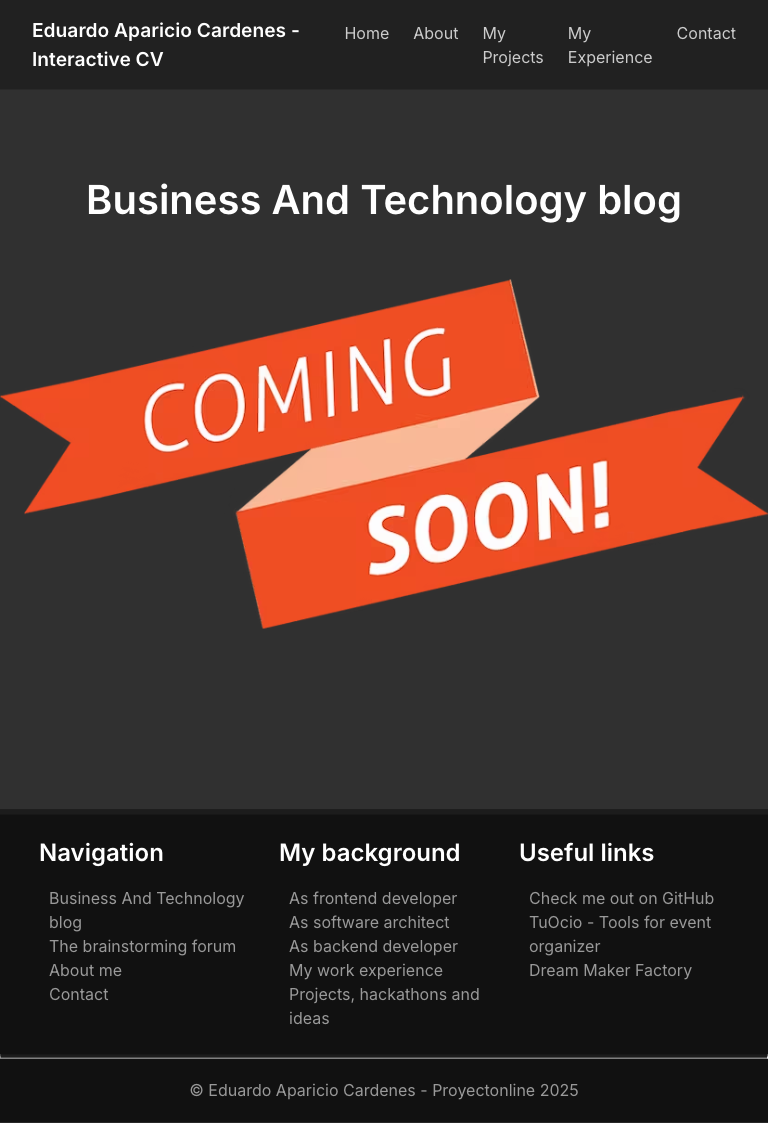 Eduardo Aparicio Cardenes -
Interactive CV
Home
About
My
Projects
My
Experience
Contact
Business And Technology blog
COMING
SOON!
Navigation
Business And Technology
blog
The brainstorming forum
About me
Contact
My background
As frontend developer
As software architect
As backend developer
My work experience
Projects, hackathons and
ideas
Useful links
Check me out on GitHub
TuOcio - Tools for event
organizer
Dream Maker Factory
© Eduardo Aparicio Cardenes - Proyectonline 2025